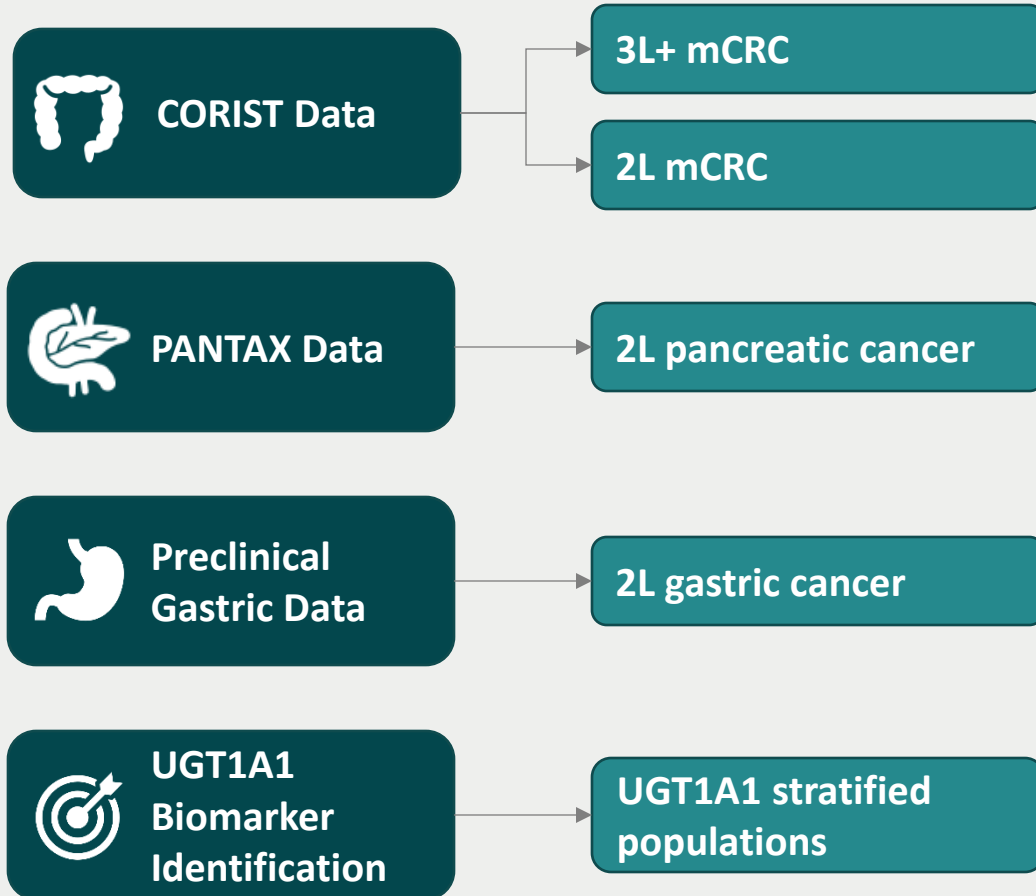 CORIST Data
3L+ mCRC
2L mCRC
PANTAX Data
2L pancreatic cancer
Preclinical
Gastric Data
2L gastric cancer
UGT1A1
Biomarker
Identification
UGT1A1 stratified
populations